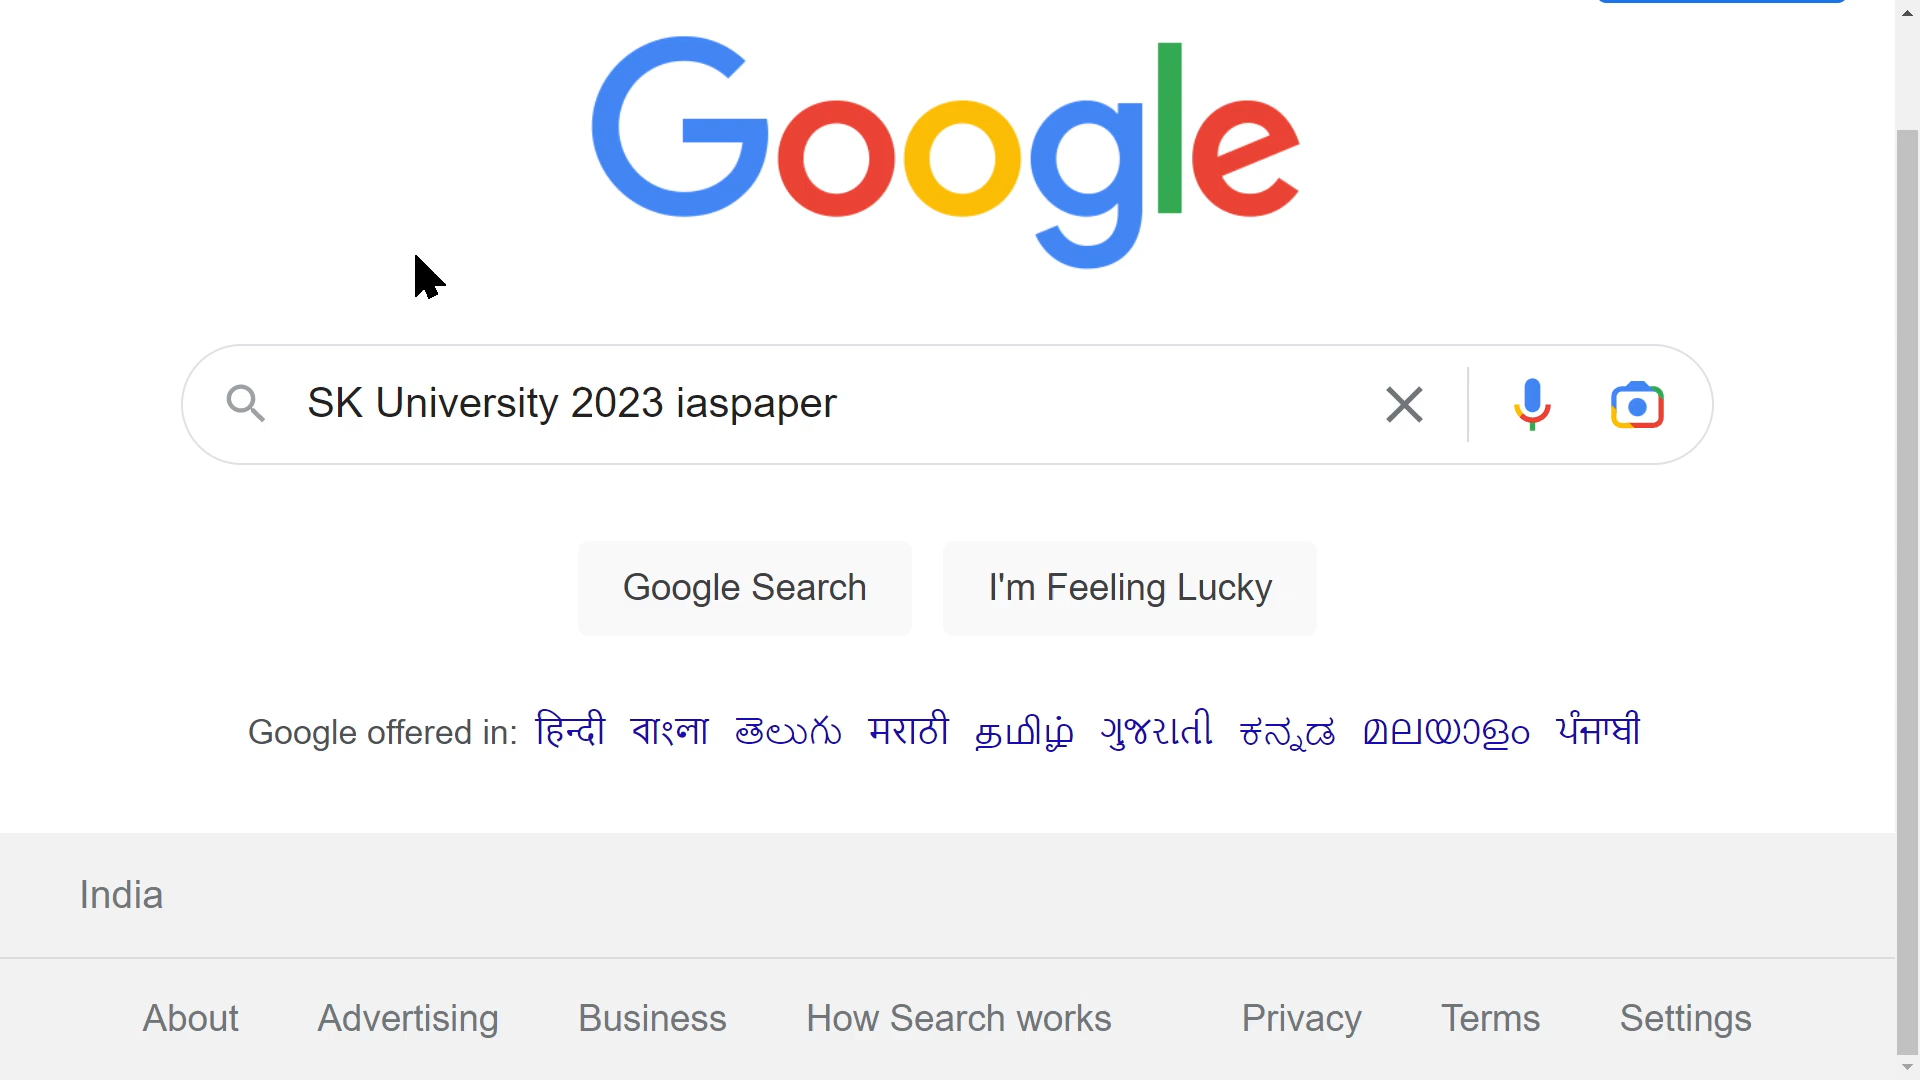 Google
SK University 2023 iaspaper
Google Search
I'm Feeling Lucky
Google offered in: हिन्दी বাংলা తెలుగు मराठी தமிழ் ગુજરાતી ಕನ್ನಡ മലയാളം ਪੰਜਾਬੀ
India
About Advertising Business How Search works Privacy Terms Settings